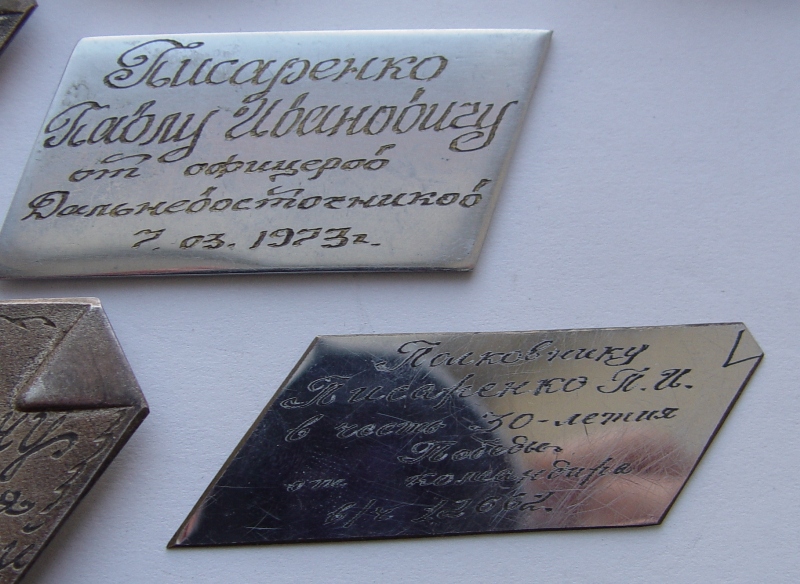 Писаренко
Павлу Ивановичу
от офицеров
Дальневосточников
7.03.1973г.
Полковнику
Писаренко П.И.
в честь 30-летия
Победы.
от командира
в/ч